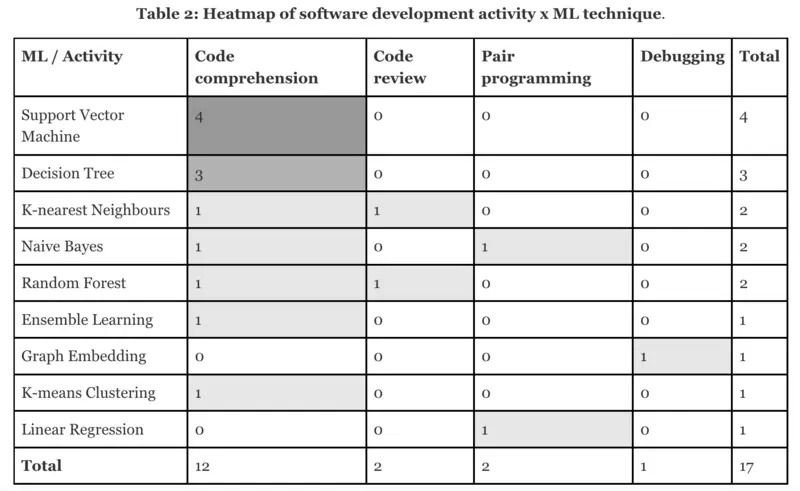 Table 2: Heatmap of software development activity x ML technique.
ML / Activity Code comprehension Code review Pair programming Debugging Total
Support Vector Machine 4 0 0 0 4
Decision Tree 3 0 0 0 3
K-nearest Neighbours 1 1 0 0 2
Naive Bayes 1 0 1 0 2
Random Forest 1 1 0 0 2
Ensemble Learning 1 0 0 0 1
Graph Embedding 0 0 0 1 1
K-means Clustering 1 0 0 0 1
Linear Regression 0 0 1 0 1
Total 12 2 2 1 17